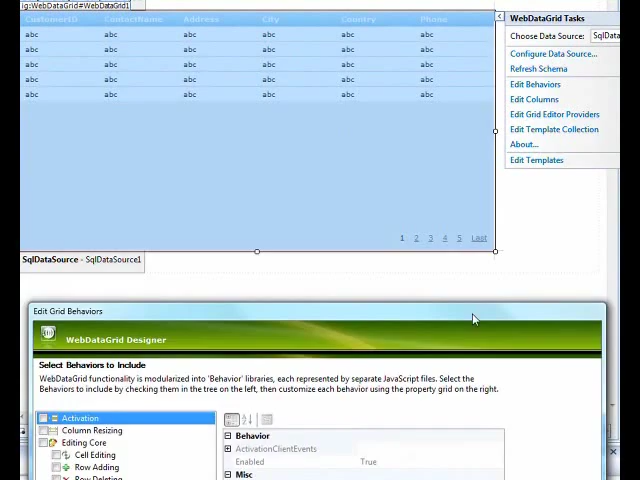 ig:WebDataGrid#WebDataGrid1
CustomerID ContactName Address City Country Phone
abc abc abc abc abc abc
abc abc abc abc abc abc
abc abc abc abc abc abc
abc abc abc abc abc abc
abc abc abc abc abc abc
1 2 3 4 5 Last
SqlDataSource - SqlDataSource1
WebDataGrid Tasks
Choose Data Source: SqlData
Configure Data Source...
Refresh Schema
Edit Behaviors
Edit Columns
Edit Grid Editor Providers
Edit Template Collection
About...
Edit Templates
Edit Grid Behaviors
WebDataGrid Designer
Select Behaviors to Include
WebDataGrid functionality is modularized into 'Behavior' libraries, each represented by separate JavaScript files. Select the
Behaviors to include by checking them in the tree on the left, then customize each behavior using the property grid on the right.
Activation
Column Resizing
Editing Core
Cell Editing
Row Adding
Row Deleting
Behavior
ActivationClientEvents
Enabled True
Misc